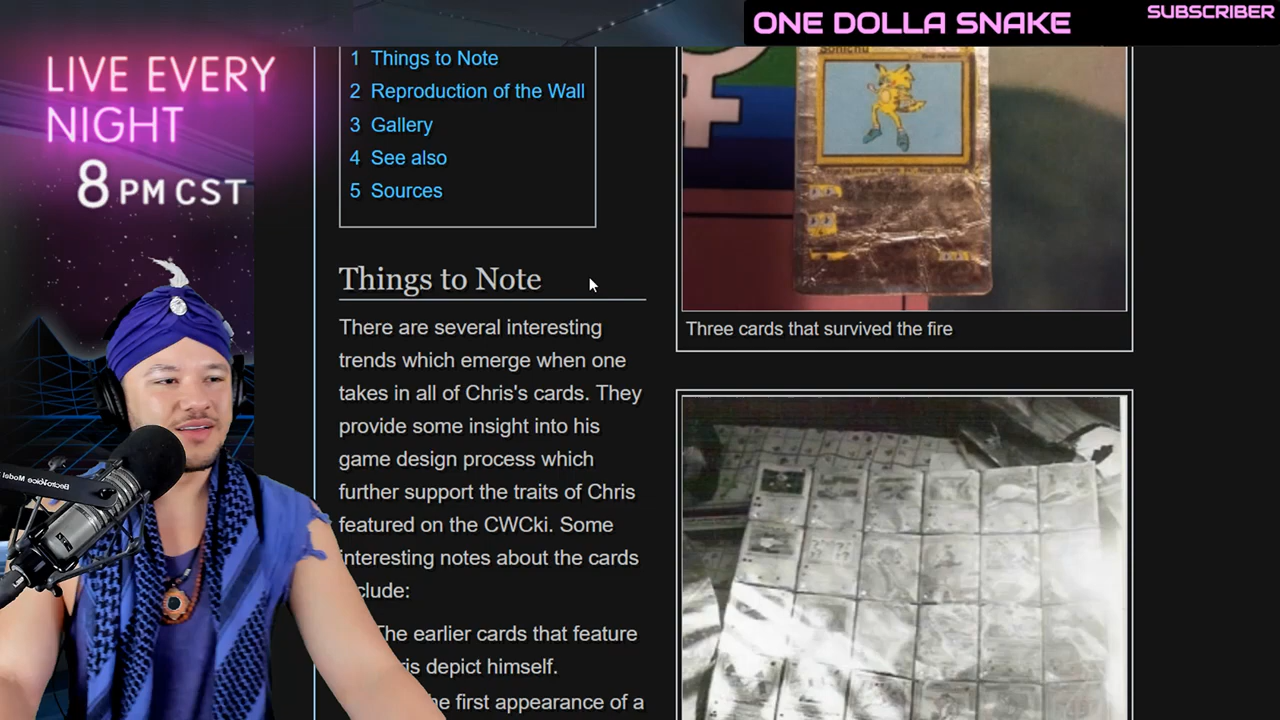 ONE DOLLA SNAKE
SUBSCRIBER
LIVE EVERY
NIGHT
8 PM CST
1 Things to Note
2 Reproduction of the Wall
3 Gallery
4 See also
5 Sources
Things to Note
There are several interesting
trends which emerge when one
takes in all of Chris's cards. They
provide some insight into his
game design process which
further support the traits of Chris
featured on the CWCki. Some
interesting notes about the cards
clude:
The earlier cards that feature
is depict himself.
he first appearance of a
Sonichu
Three cards that survived the fire